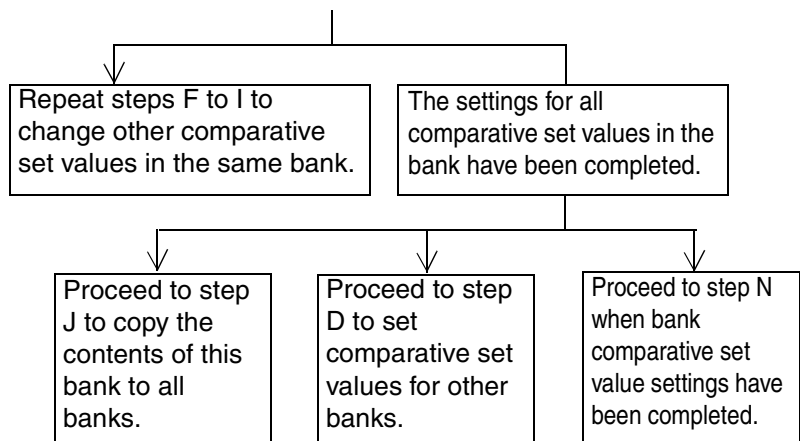 Repeat steps F to I to
change other comparative
set values in the same bank.
The settings for all
comparative set values in the
bank have been completed.
Proceed to step
J to copy the
contents of this
bank to all
banks.
Proceed to step
D to set
comparative set
values for other
banks.
Proceed to step N
when bank
comparative set
value settings have
been completed.